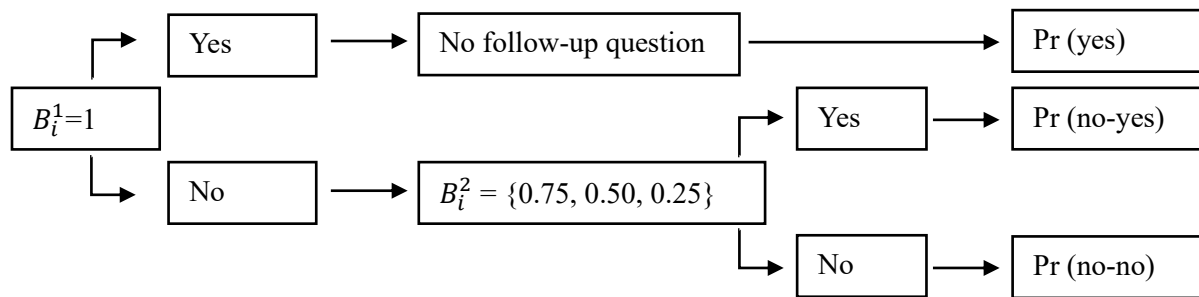 Yes
No follow-up question
Pr (yes)
B_i^1=1
Yes
Pr (no-yes)
No
B_i^2 = {0.75, 0.50, 0.25}
No
Pr (no-no)